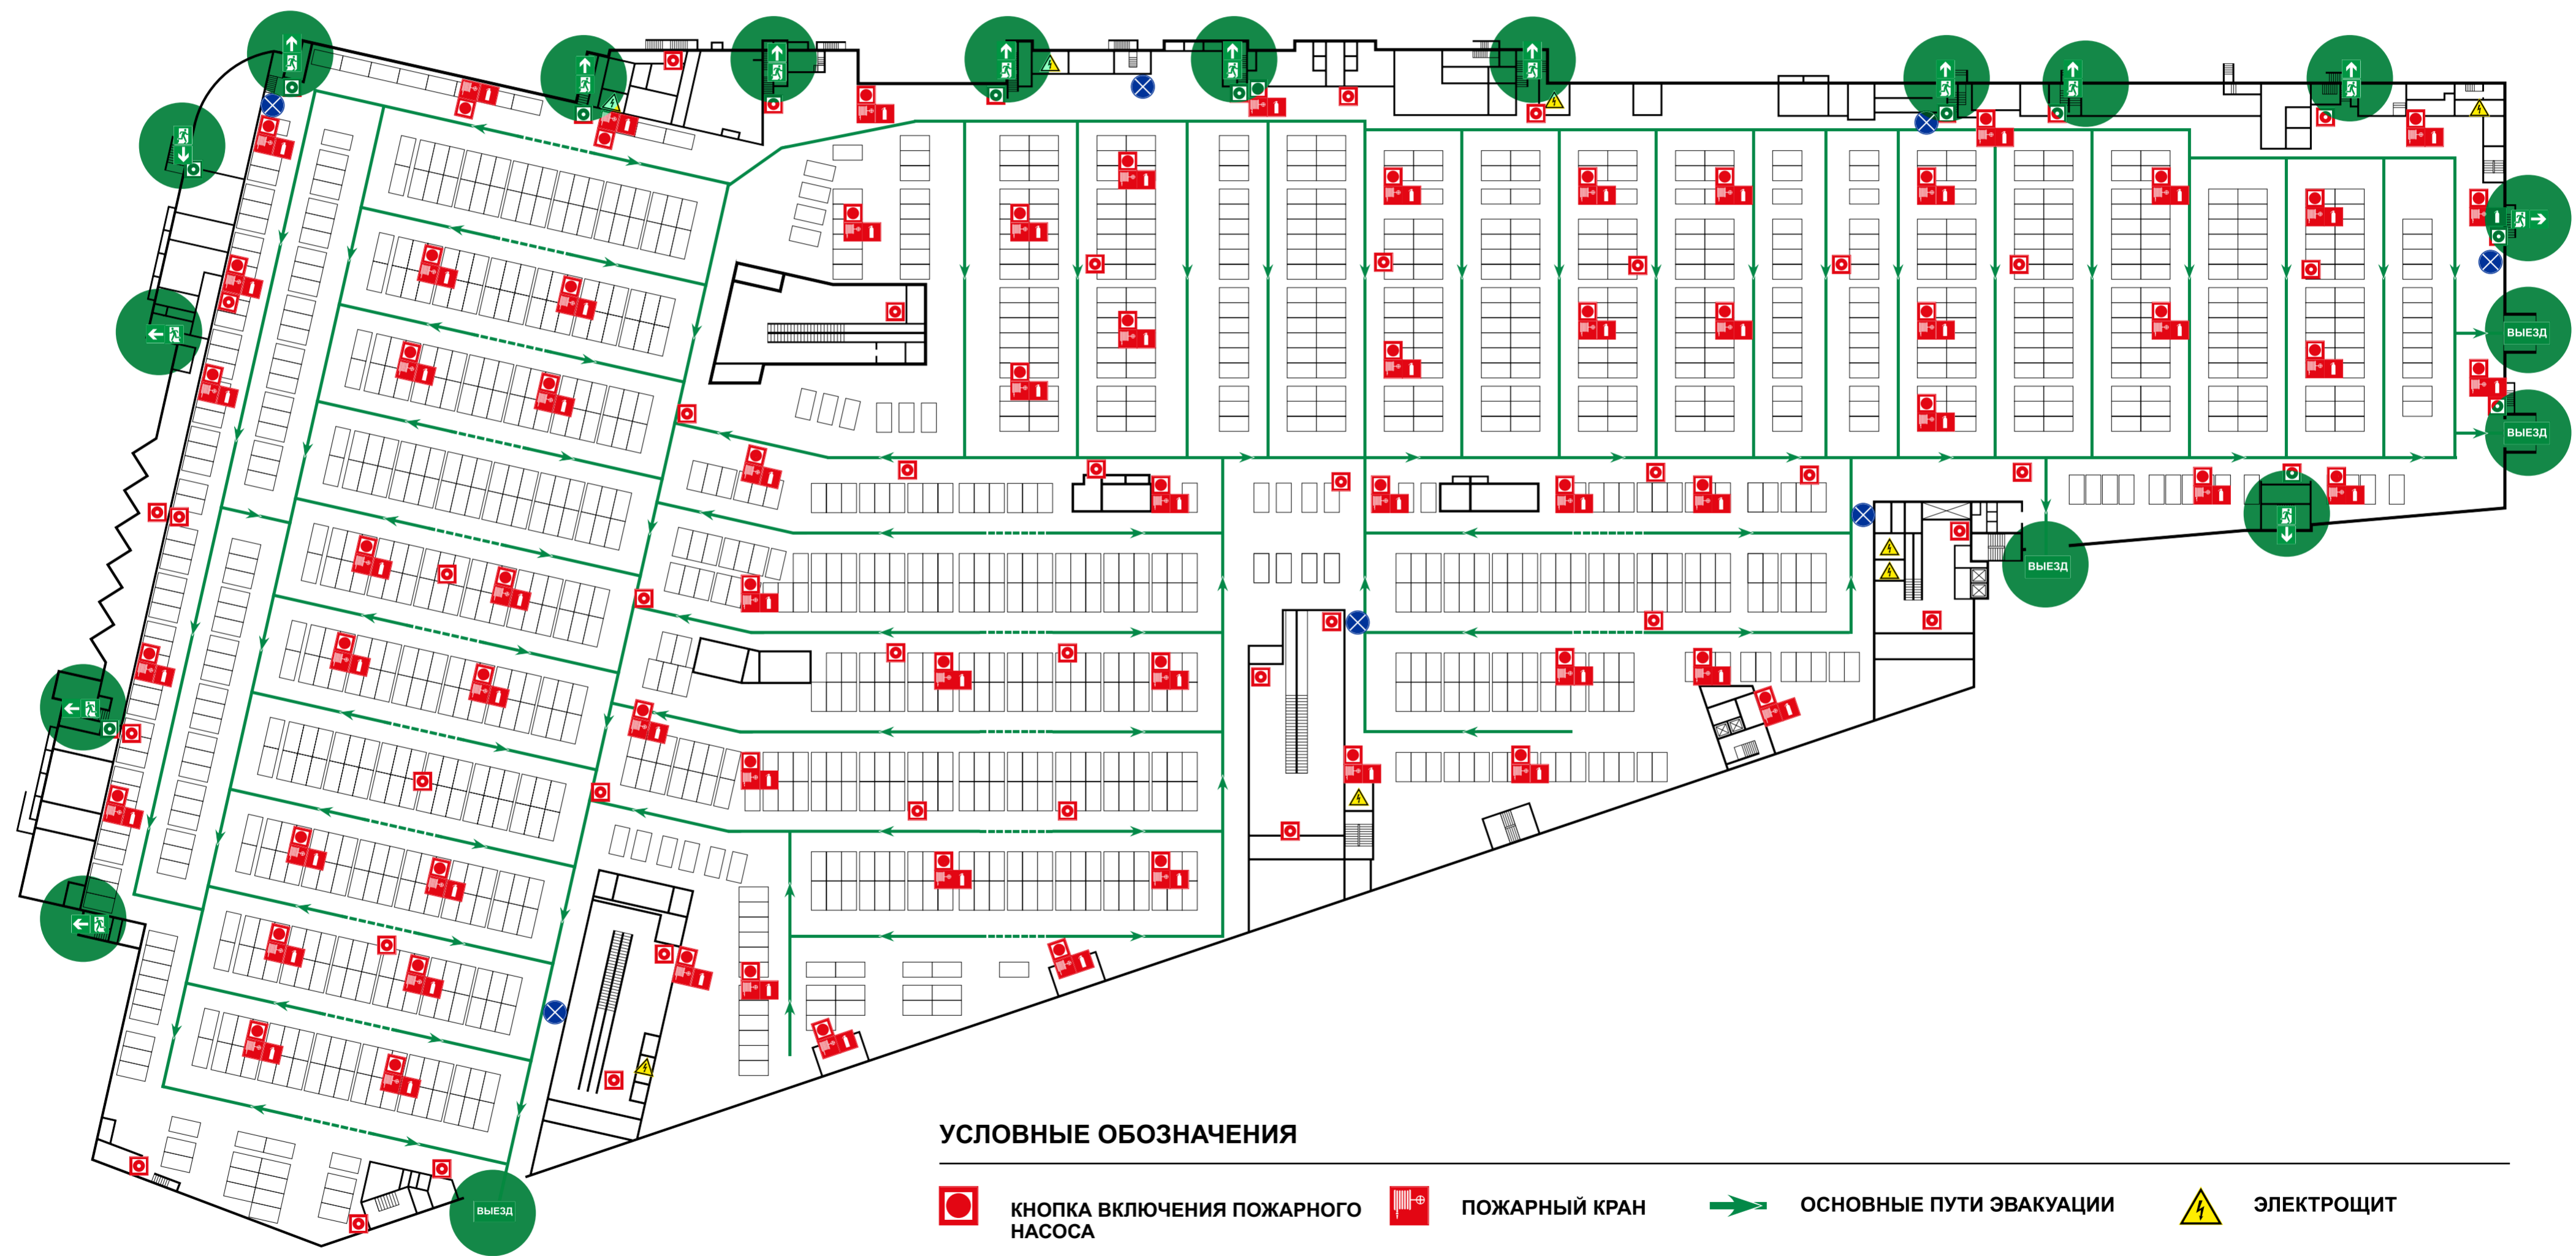 ВЫЕЗД
ВЫЕЗД
ВЫЕЗД
ВЫЕЗД
УСЛОВНЫЕ ОБОЗНАЧЕНИЯ
КНОПКА ВКЛЮЧЕНИЯ ПОЖАРНОГО
НАСОСА
ПОЖАРНЫЙ КРАН
ОСНОВНЫЕ ПУТИ ЭВАКУАЦИИ
ЭЛЕКТРОЩИТ